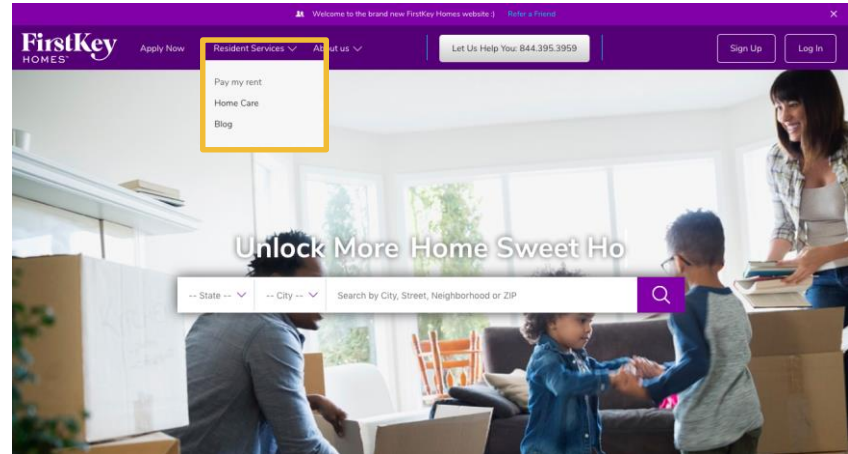 Welcome to the brand new FirstKey Homes website :) Refer a Friend
FirstKey
HOMES
Apply Now
Resident Services
About us
Let Us Help You: 844.395.3959
Sign Up
Log In
Pay my rent
Home Care
Blog
Unlock More Home Sweet Ho
-- State --
-- City --
Search by City, Street, Neighborhood or ZIP